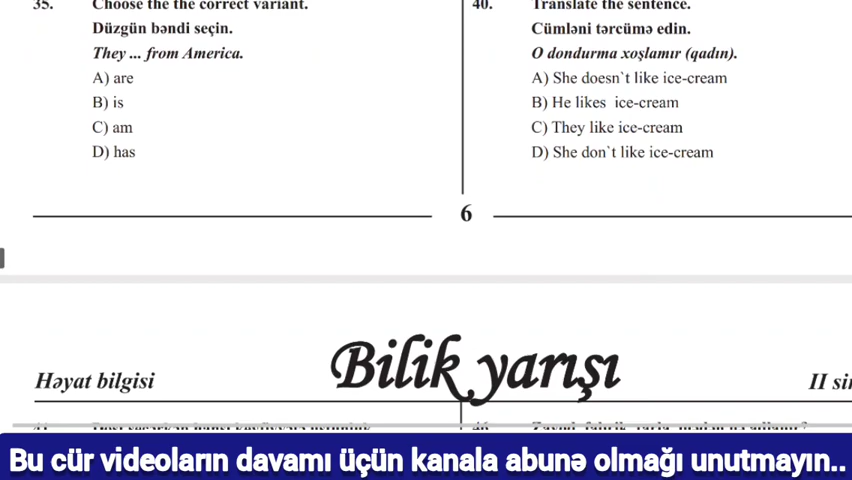 35. Choose the the correct variant.
Düzgün bəndi seçin.
They ... from America.
A) are
B) is
C) am
D) has
40. Translate the sentence.
Cümləni tərcümə edin.
O dondurma xoşlamır (qadın).
A) She doesn`t like ice-cream
B) He likes ice-cream
C) They like ice-cream
D) She don`t like ice-cream
6
Bilik yarışı
Həyat bilgisi
II
Bu cür videoların davamı üçün kanala abunə olmağı unutmayın..